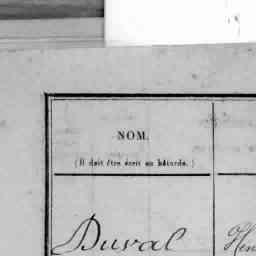 NOM.
(Il doit être écrit en bâtarde.)
Duval